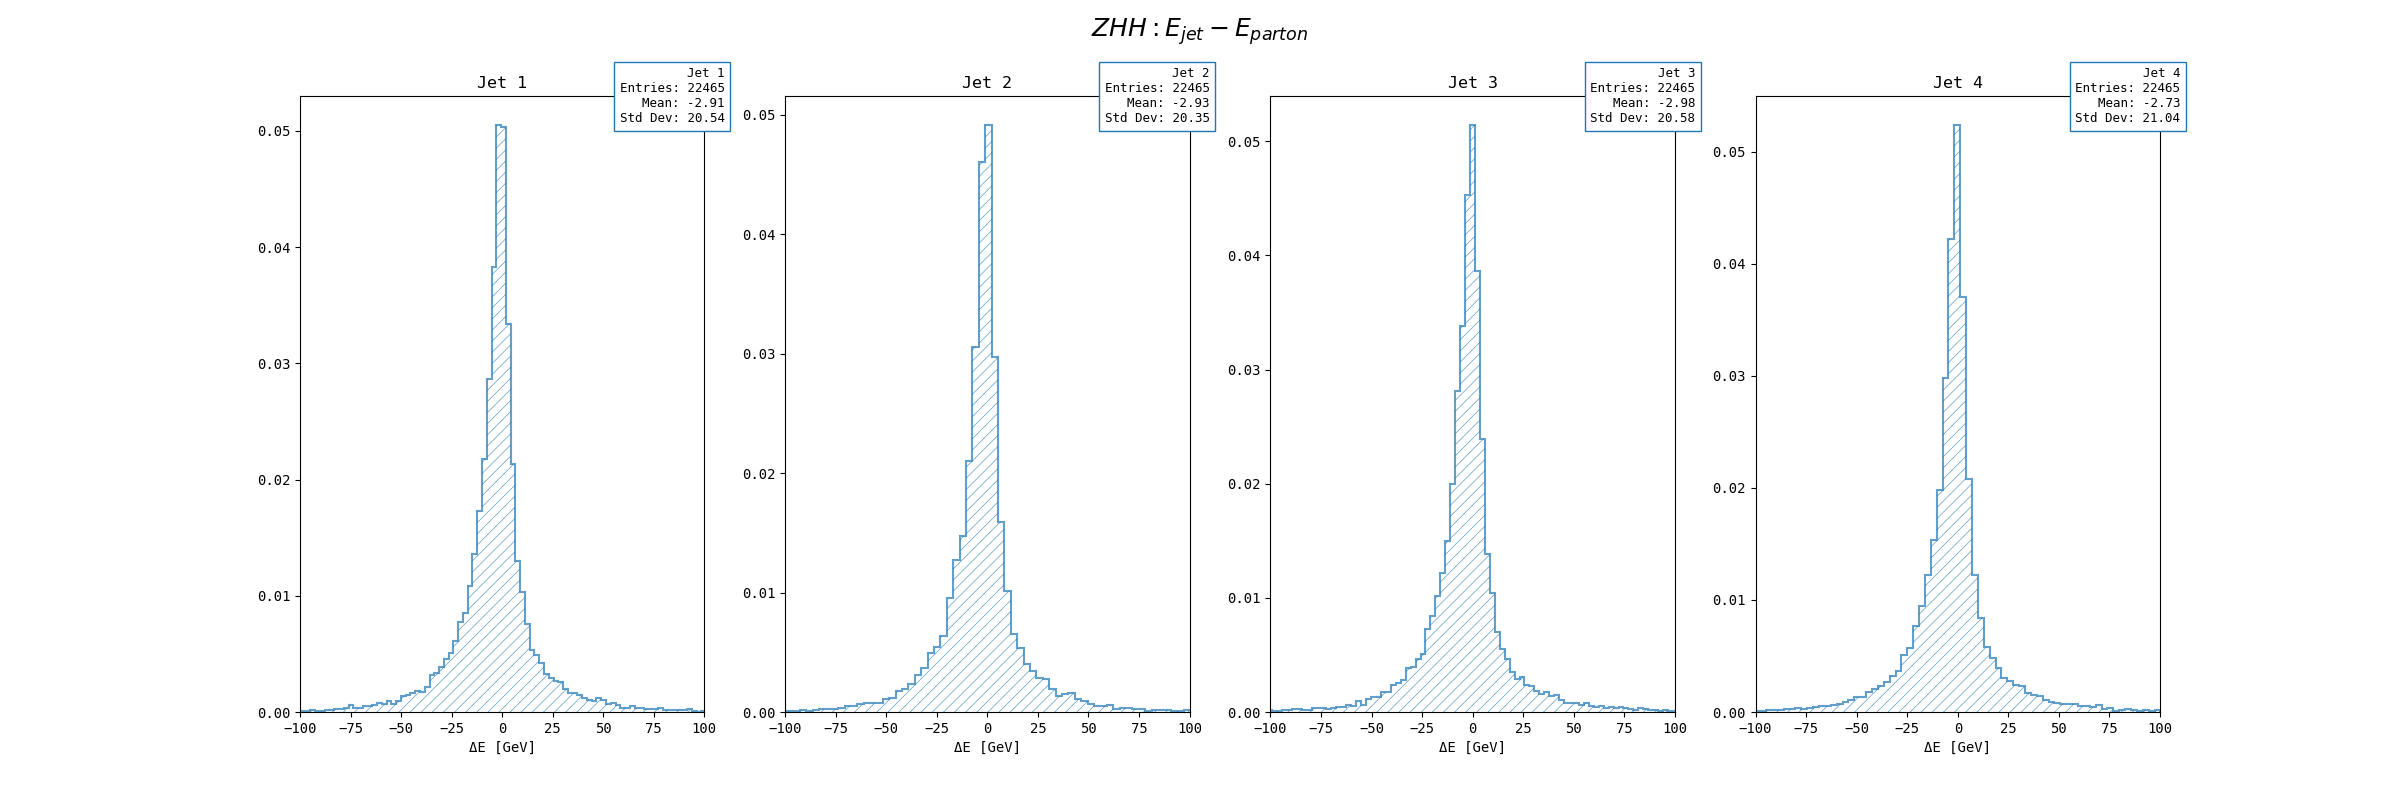 ZHH : E_jet − E_parton
Jet 1
Jet 1
Entries: 22465
Mean: -2.91
Std Dev: 20.54
0.05
0.04
0.03
0.02
0.01
0.00
−100 −75 −50 −25 0 25 50 75 100
ΔE [GeV]
Jet 2
Jet 2
Entries: 22465
Mean: -2.93
Std Dev: 20.35
0.05
0.04
0.03
0.02
0.01
0.00
−100 −75 −50 −25 0 25 50 75 100
ΔE [GeV]
Jet 3
Jet 3
Entries: 22465
Mean: -2.98
Std Dev: 20.58
0.05
0.04
0.03
0.02
0.01
0.00
−100 −75 −50 −25 0 25 50 75 100
ΔE [GeV]
Jet 4
Jet 4
Entries: 22465
Mean: -2.73
Std Dev: 21.04
0.05
0.04
0.03
0.02
0.01
0.00
−100 −75 −50 −25 0 25 50 75 100
ΔE [GeV]